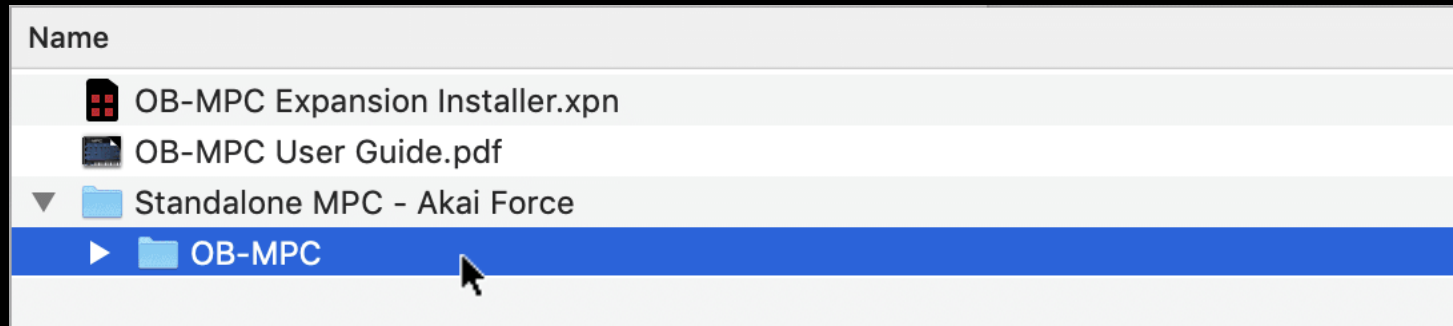 Name
OB-MPC Expansion Installer.xpn
OB-MPC User Guide.pdf
Standalone MPC - Akai Force
OB-MPC